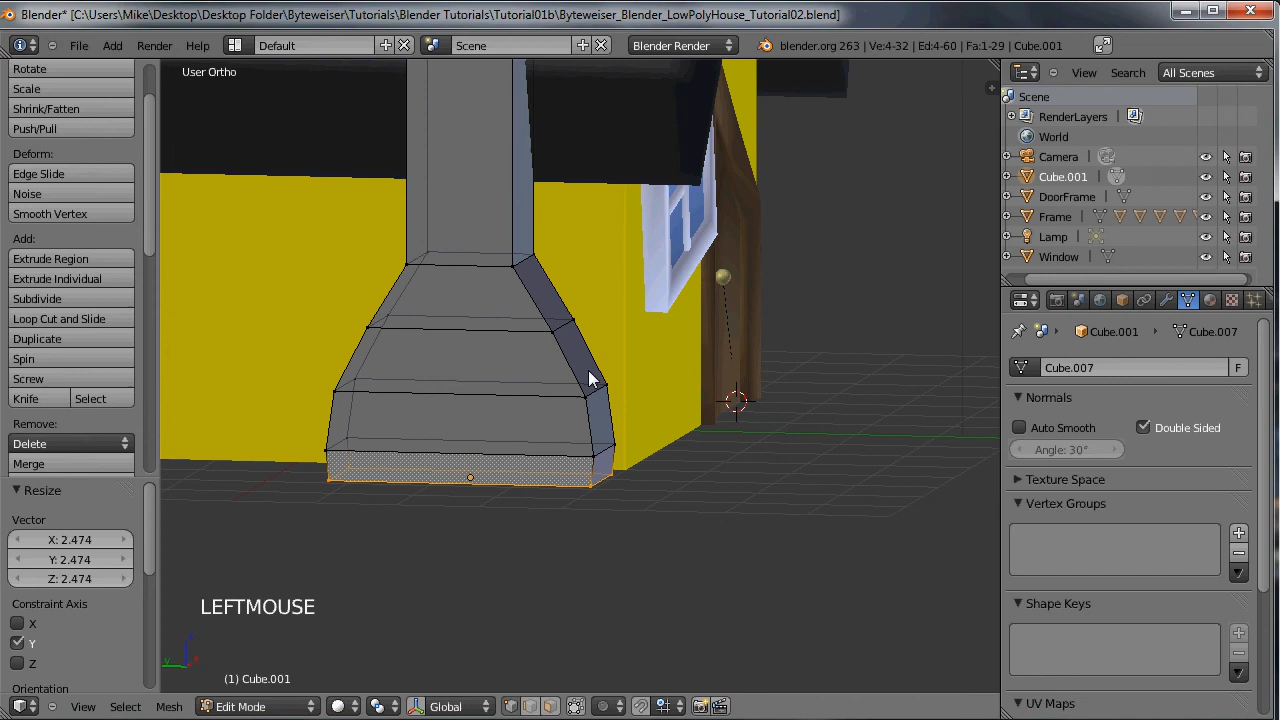 Blender* [C:\Users\Mike\Desktop\Desktop Folder\Byteweiser\Tutorials\Blender Tutorials\Tutorial01b\Byteweiser_Blender_LowPolyHouse_Tutorial02.blend]
File Add Render Help Default Scene Blender Render blender.org 263 | Ve:4-32 | Ed:4-60 | Fa:1-29 | Cube.001
Rotate
Scale
Shrink/Fatten
Push/Pull
Deform:
Edge Slide
Noise
Smooth Vertex
Add:
Extrude Region
Extrude Individual
Subdivide
Loop Cut and Slide
Duplicate
Spin
Screw
Knife Select
Remove:
Delete
Merge
Resize
Vector
X: 2.474
Y: 2.474
Z: 2.474
Constraint Axis
X
Y
Z
Orientation
User Ortho
LEFTMOUSE
(1) Cube.001
View Select Mesh Edit Mode Global
View Search All Scenes
Scene
RenderLayers
World
Camera
Cube.001
DoorFrame
Frame
Lamp
Window
Cube.001 Cube.007
Cube.007 F
Normals
Auto Smooth Double Sided
Angle: 30°
Texture Space
Vertex Groups
Shape Keys
UV Maps